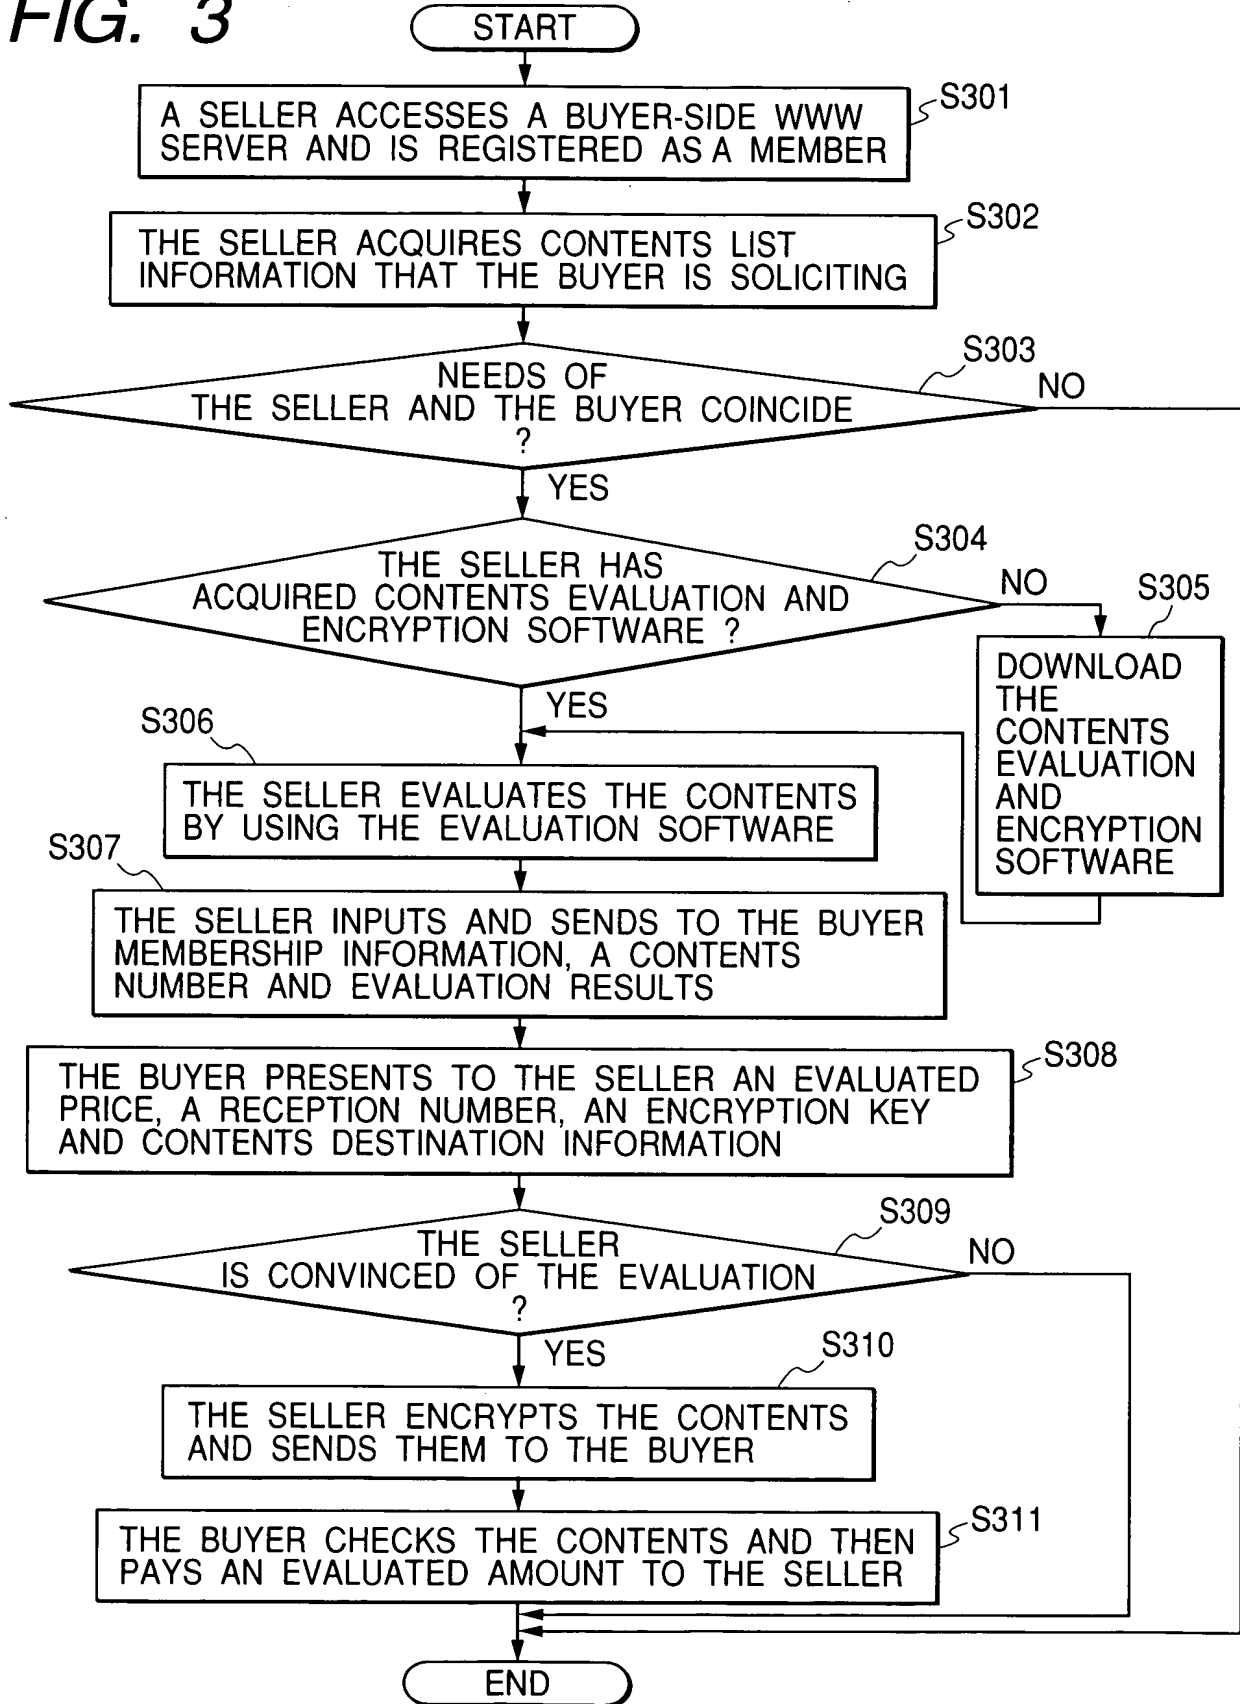 FIG. 3
START
S301
A SELLER ACCESSES A BUYER-SIDE WWW
SERVER AND IS REGISTERED AS A MEMBER
S302
THE SELLER ACQUIRES CONTENTS LIST
INFORMATION THAT THE BUYER IS SOLICITING
S303
NEEDS OF
THE SELLER AND THE BUYER COINCIDE
?
NO
YES
S304
THE SELLER HAS
ACQUIRED CONTENTS EVALUATION AND
ENCRYPTION SOFTWARE ?
NO
S305
DOWNLOAD
THE
CONTENTS
EVALUATION
AND
ENCRYPTION
SOFTWARE
YES
S306
THE SELLER EVALUATES THE CONTENTS
BY USING THE EVALUATION SOFTWARE
S307
THE SELLER INPUTS AND SENDS TO THE BUYER
MEMBERSHIP INFORMATION, A CONTENTS
NUMBER AND EVALUATION RESULTS
S308
THE BUYER PRESENTS TO THE SELLER AN EVALUATED
PRICE, A RECEPTION NUMBER, AN ENCRYPTION KEY
AND CONTENTS DESTINATION INFORMATION
S309
THE SELLER
IS CONVINCED OF THE EVALUATION
?
NO
YES
S310
THE SELLER ENCRYPTS THE CONTENTS
AND SENDS THEM TO THE BUYER
S311
THE BUYER CHECKS THE CONTENTS AND THEN
PAYS AN EVALUATED AMOUNT TO THE SELLER
END